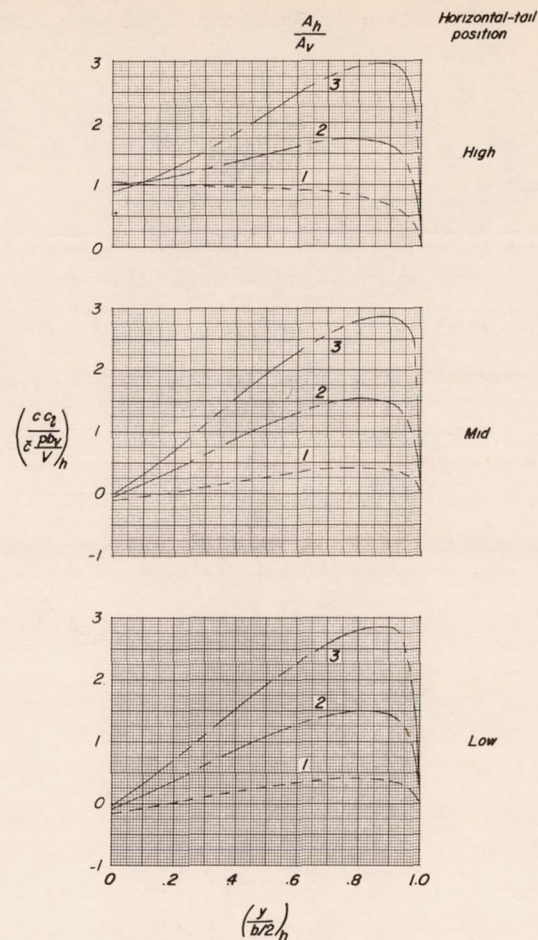 A_h / A_v
Horizontal-tail
position
3
2
1
0
3
2
1
High
3
2
1
0
-1
3
2
1
Mid
(c c_l / (c̄ pb_v/V))_h
3
2
1
0
-1
3
2
1
Low
0 .2 .4 .6 .8 1.0
(y / b/2)_h